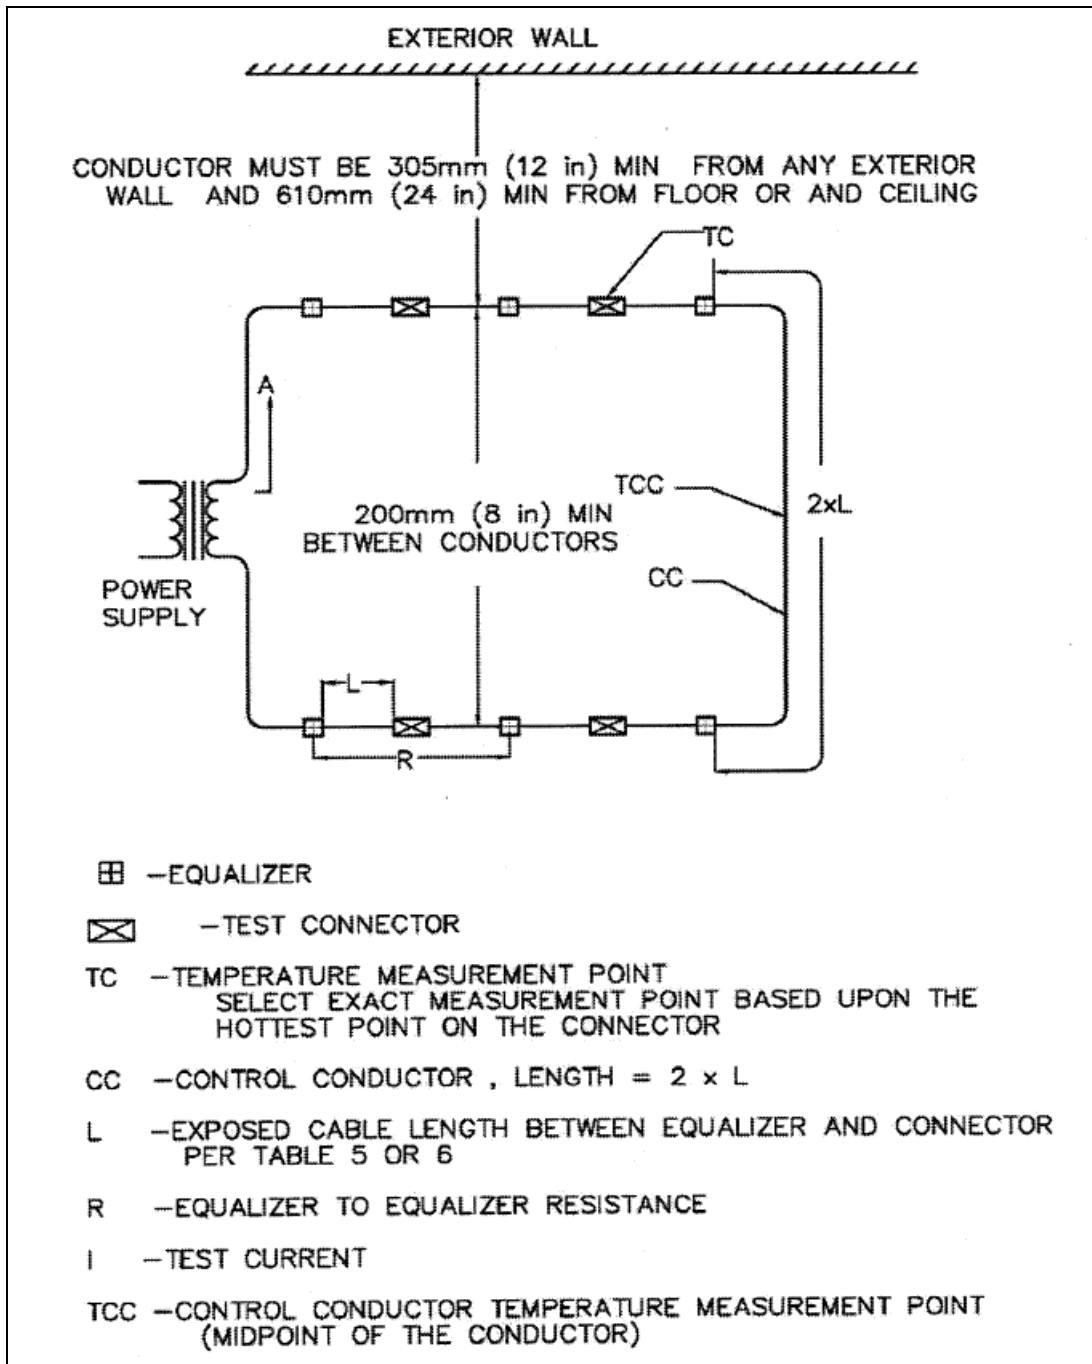 EXTERIOR WALL
CONDUCTOR MUST BE 305mm (12 in) MIN FROM ANY EXTERIOR
WALL AND 610mm (24 in) MIN FROM FLOOR OR AND CEILING
TC
A
TCC
2xL
200mm (8 in) MIN
BETWEEN CONDUCTORS
CC
POWER
SUPPLY
L
R
-EQUALIZER
-TEST CONNECTOR
TC -TEMPERATURE MEASUREMENT POINT
SELECT EXACT MEASUREMENT POINT BASED UPON THE
HOTTEST POINT ON THE CONNECTOR
CC -CONTROL CONDUCTOR , LENGTH = 2 x L
L -EXPOSED CABLE LENGTH BETWEEN EQUALIZER AND CONNECTOR
PER TABLE 5 OR 6
R -EQUALIZER TO EQUALIZER RESISTANCE
I -TEST CURRENT
TCC -CONTROL CONDUCTOR TEMPERATURE MEASUREMENT POINT
(MIDPOINT OF THE CONDUCTOR)